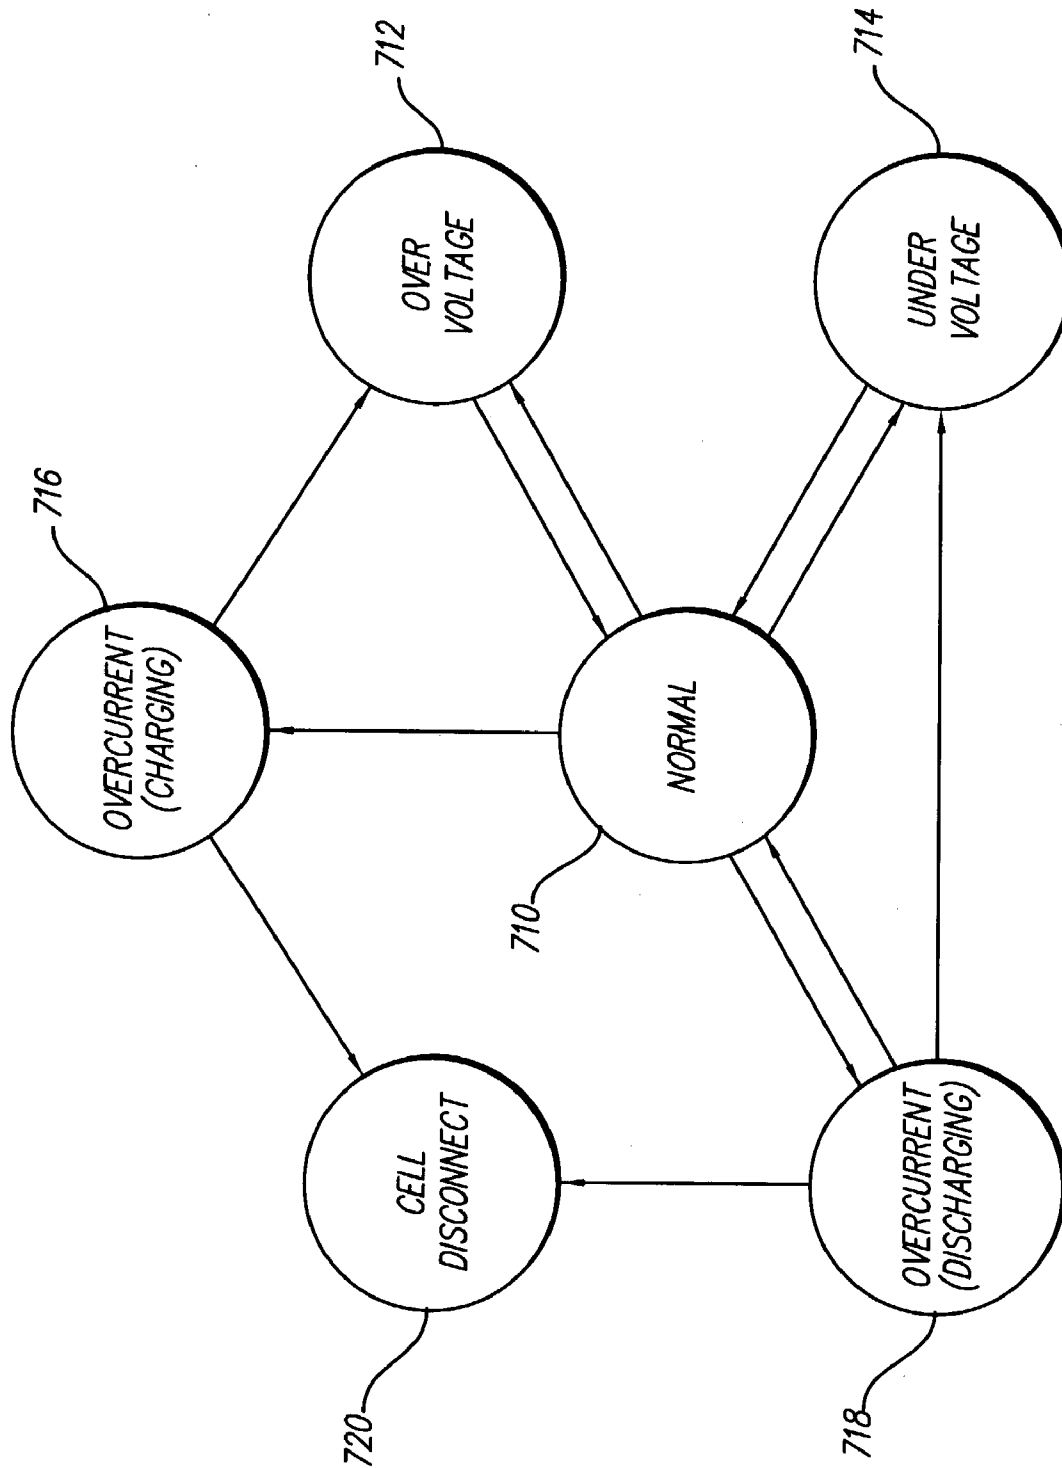 716
OVERCURRENT
(CHARGING)
712
OVER
VOLTAGE
710
NORMAL
714
UNDER
VOLTAGE
720
CELL
DISCONNECT
718
OVERCURRENT
(DISCHARGING)